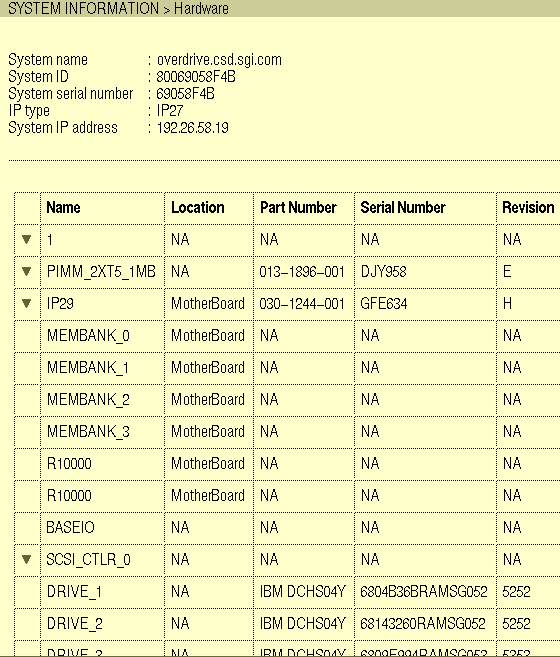 SYSTEM INFORMATION > Hardware
System name : overdrive.csd.sgi.com
System ID : 80069058F4B
System serial number : 69058F4B
IP type : IP27
System IP address : 192.26.58.19
Name Location Part Number Serial Number Revision
▼ 1 NA NA NA NA
▼ PIMM_2XT5_1MB NA 013-1896-001 DJY958 E
▼ IP29 MotherBoard 030-1244-001 GFE634 H
MEMBANK_0 MotherBoard NA NA NA
MEMBANK_1 MotherBoard NA NA NA
MEMBANK_2 MotherBoard NA NA NA
MEMBANK_3 MotherBoard NA NA NA
R10000 MotherBoard NA NA NA
R10000 MotherBoard NA NA NA
BASEIO NA NA NA NA
▼ SCSI_CTLR_0 NA NA NA NA
DRIVE_1 NA IBM DCHS04Y 6804B36BRAMSG052 5252
DRIVE_2 NA IBM DCHS04Y 68143260RAMSG052 5252
DRIVE_3 NA IBM DCHS04Y